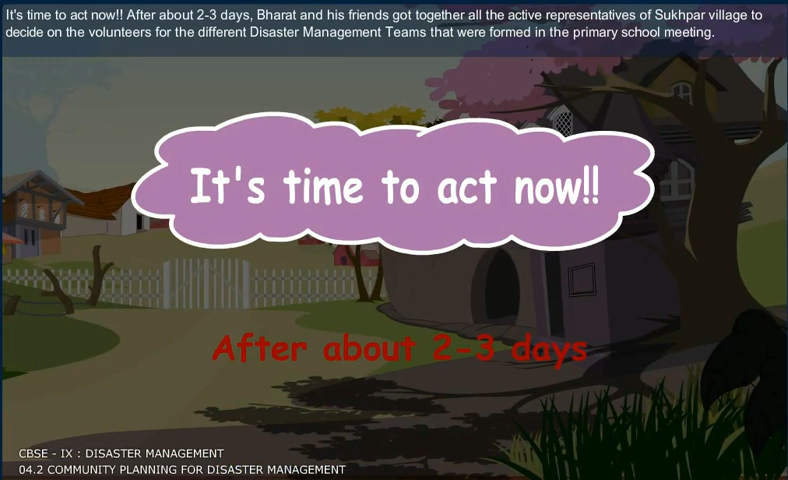 It's time to act now!! After about 2-3 days, Bharat and his friends got together all the active representatives of Sukhpar village to
decide on the volunteers for the different Disaster Management Teams that were formed in the primary school meeting.
It's time to act now!!
After about 2-3 days
CBSE - IX : DISASTER MANAGEMENT
04.2 COMMUNITY PLANNING FOR DISASTER MANAGEMENT